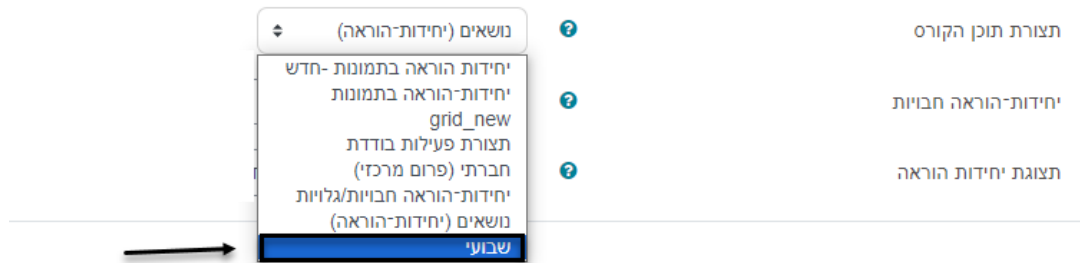 תצורת תוכן הקורס
נושאים (יחידות־הוראה)
יחידות הוראה בתמונות -חדש
יחידות־הוראה בתמונות
grid_new
תצורת פעילות בודדת
חברתי (פרום מרכזי)
יחידות־הוראה חבויות/גלויות
נושאים (יחידות־הוראה)
שבועי
יחידות־הוראה חבויות
תצוגת יחידות הוראה